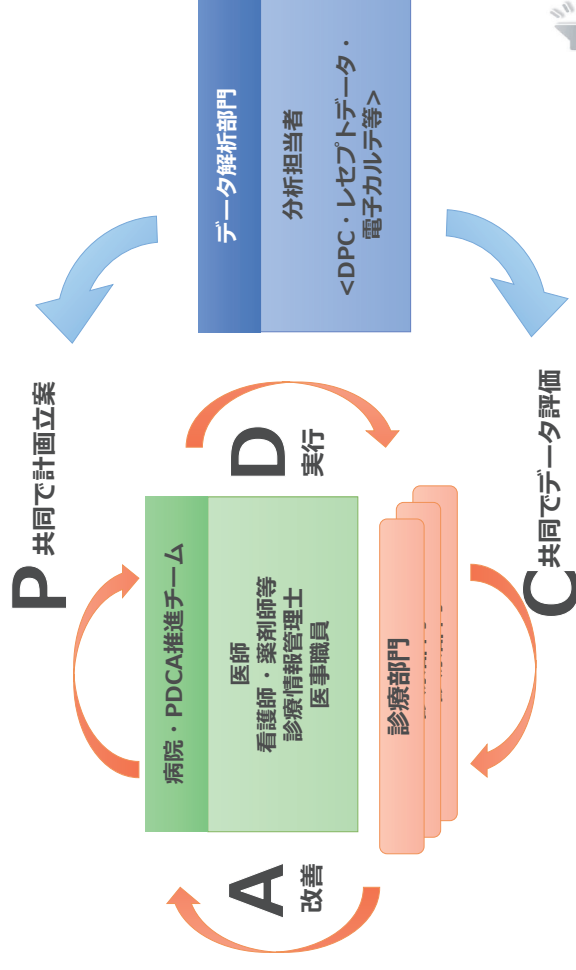 P 共同で計画立案
病院・PDCA推進チーム
医師
看護師・薬剤師等
診療情報管理士
医事職員
A
改善
D
実行
診療部門
C 共同でデータ評価
データ解析部門
分析担当者
<DPC・レセプトデータ・
電子カルテ等>